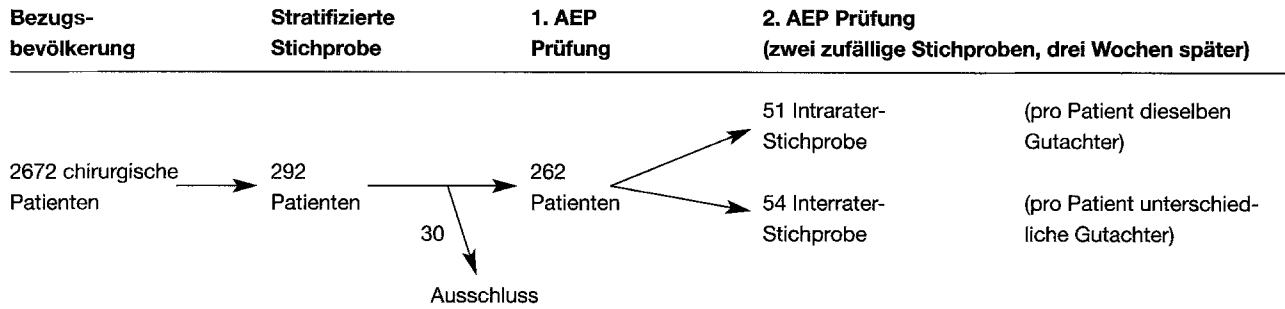 Bezugs-
bevölkerung
Stratifizierte
Stichprobe
1. AEP
Prüfung
2. AEP Prüfung
(zwei zufällige Stichproben, drei Wochen später)
2672 chirurgische
Patienten
292
Patienten
30
Ausschluss
262
Patienten
51 Intrarater-
Stichprobe
(pro Patient dieselben
Gutachter)
54 Interrater-
Stichprobe
(pro Patient unterschied-
liche Gutachter)